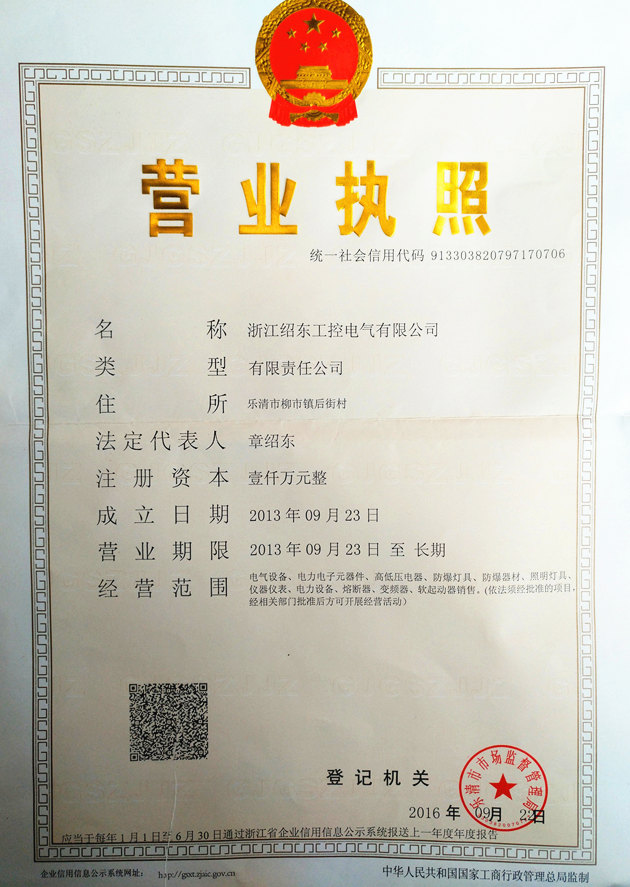 营业执照
统一社会信用代码 913303820797170706
名称 浙江绍东工控电气有限公司
类型 有限责任公司
住所 乐清市柳市镇后街村
法定代表人 章绍东
注册资本 壹仟万元整
成立日期 2013年09月23日
营业期限 2013年09月23日 至 长期
经营范围 电气设备、电力电子元器件、高低压电器、防爆灯具、防爆器材、照明灯具、
仪器仪表、电力设备、熔断器、变频器、软起动器销售。(依法须经批准的项目,
经相关部门批准后方可开展经营活动)
登记机关
乐清市市场监督管理局
2016年 09月 22日
应当于每年1月1日至6月30日通过浙江省企业信用信息公示系统报送上一年度年度报告
企业信用信息公示系统网址: http://gsxt.zjaic.gov.cn
中华人民共和国国家工商行政管理总局监制